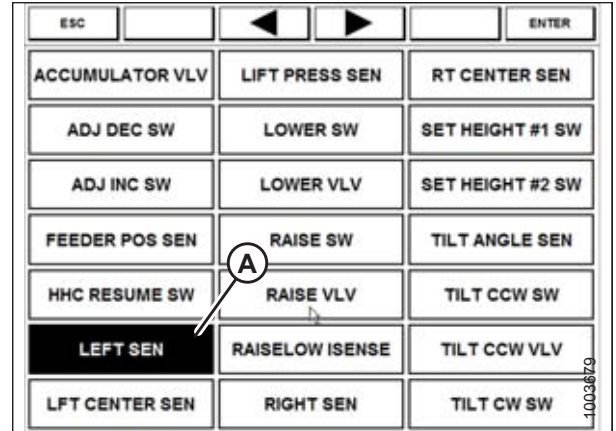 ESC ENTER
ACCUMULATOR VLV LIFT PRESS SEN RT CENTER SEN
ADJ DEC SW LOWER SW SET HEIGHT #1 SW
ADJ INC SW LOWER VLV SET HEIGHT #2 SW
FEEDER POS SEN RAISE SW TILT ANGLE SEN
A
HHC RESUME SW RAISE VLV TILT CCW SW
LEFT SEN RAISELOW ISENSE TILT CCW VLV
LFT CENTER SEN RIGHT SEN TILT CW SW
1003679